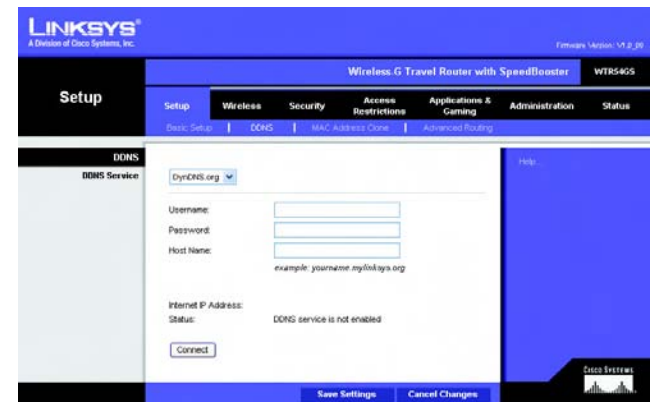 LINKSYS®
A Division of Cisco Systems, Inc.
Firmware Version: V1.0_09
Wireless-G Travel Router with SpeedBooster WTR54GS
Setup
Setup Wireless Security Access Restrictions Applications & Gaming Administration Status
Basic Setup | DDNS | MAC Address Clone | Advanced Routing
DDNS
DDNS Service
DynDNS.org
Help...
Username:
Password:
Host Name:
example: yourname.mylinksys.org
Internet IP Address:
Status: DDNS service is not enabled
Connect
Save Settings Cancel Changes
CISCO SYSTEMS